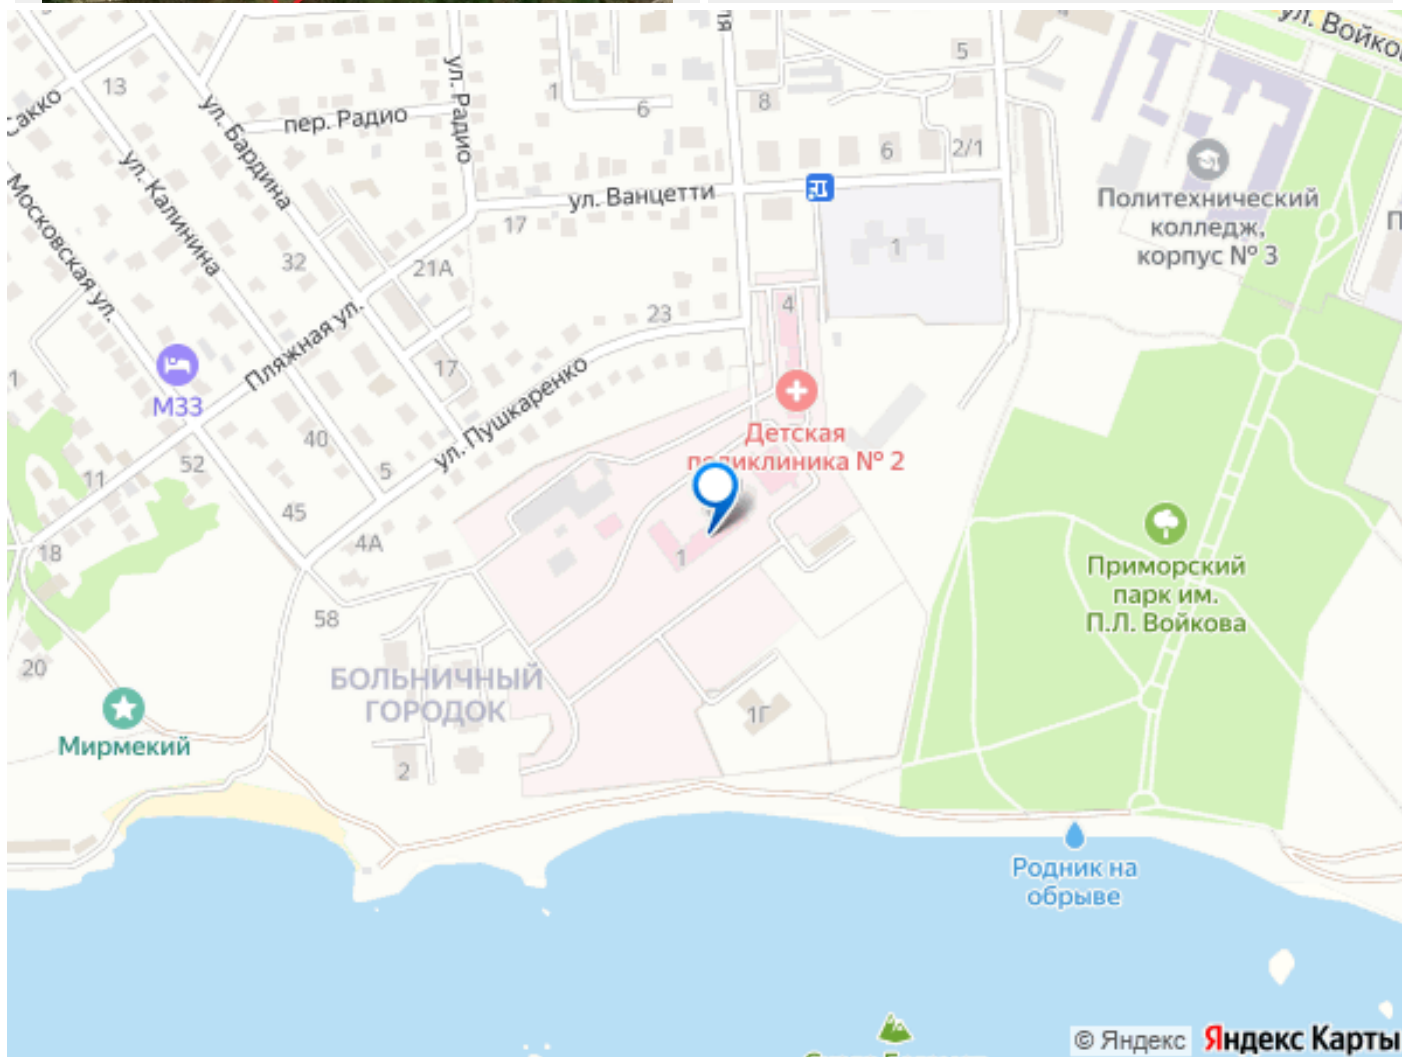 ул. Войко
5
4
13
Сакко
ул. Бардина
ул. Радио
1
6
8
пер. Радио
6
2/1
ул. Калинина
Московская ул.
ул. Ванцетти
17
Политехнический
колледж,
корпус № 3
П
1
32
21А
4
23
Пляжная ул.
17
М33
1
ул. Пушкаренко
40
Детская
поликлиника № 2
52
5
11
45
4А
18
1
58
Приморский
парк им.
П.Л. Войкова
20
БОЛЬНИЧНЫЙ
ГОРОДОК
1Г
Мирмекий
2
Родник на
обрыве
© Яндекс Яндекс Карты